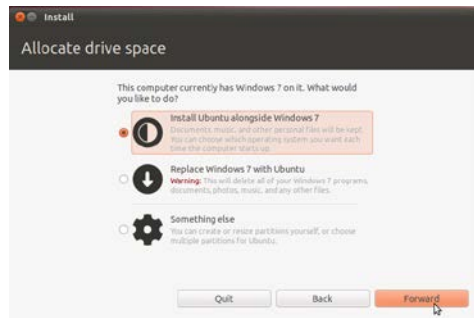 Install
Allocate drive space
This computer currently has Windows 7 on it. What would
you like to do?
Install Ubuntu alongside Windows 7
Documents, music, and other personal files will be kept.
You can choose which operating system you want each
time the computer starts up.
Replace Windows 7 with Ubuntu
Warning: This will delete all of your Windows 7 programs,
documents, photos, music, and any other files.
Something else
You can create or resize partitions yourself, or choose
multiple partitions for Ubuntu.
Quit
Back
Forward